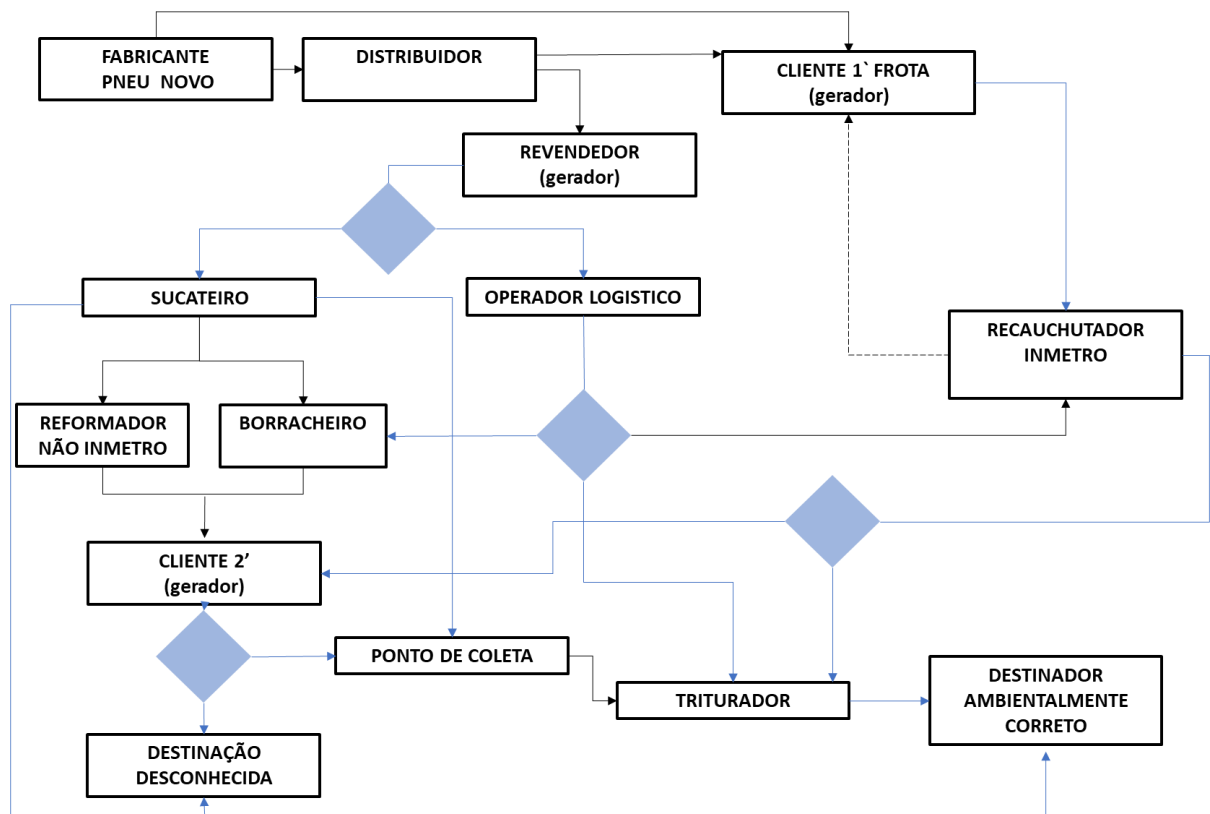 FABRICANTE
PNEU  NOVO
DISTRIBUIDOR
CLIENTE 1` FROTA
(gerador)
REVENDEDOR
(gerador)
SUCATEIRO
OPERADOR LOGISTICO
RECAUCHUTADOR
INMETRO
REFORMADOR
NÃO INMETRO
BORRACHEIRO
CLIENTE 2’
(gerador)
PONTO DE COLETA
TRITURADOR
DESTINADOR
AMBIENTALMENTE
CORRETO
DESTINAÇÃO
DESCONHECIDA